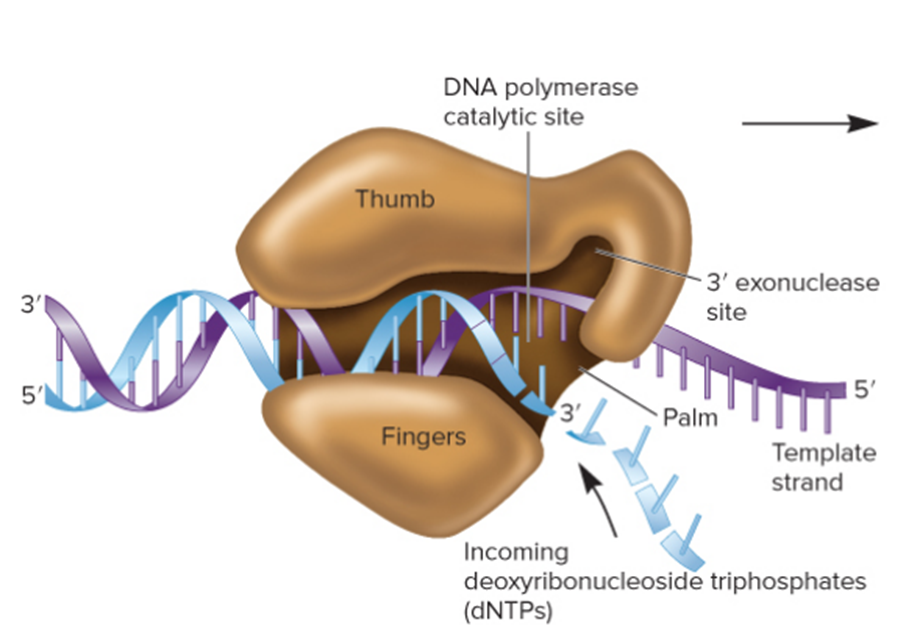 DNA polymerase
catalytic site
Thumb
3′ exonuclease
site
3′
5′
5′
3′
Palm
Fingers
Template
strand
Incoming
deoxyribonucleoside triphosphates
(dNTPs)